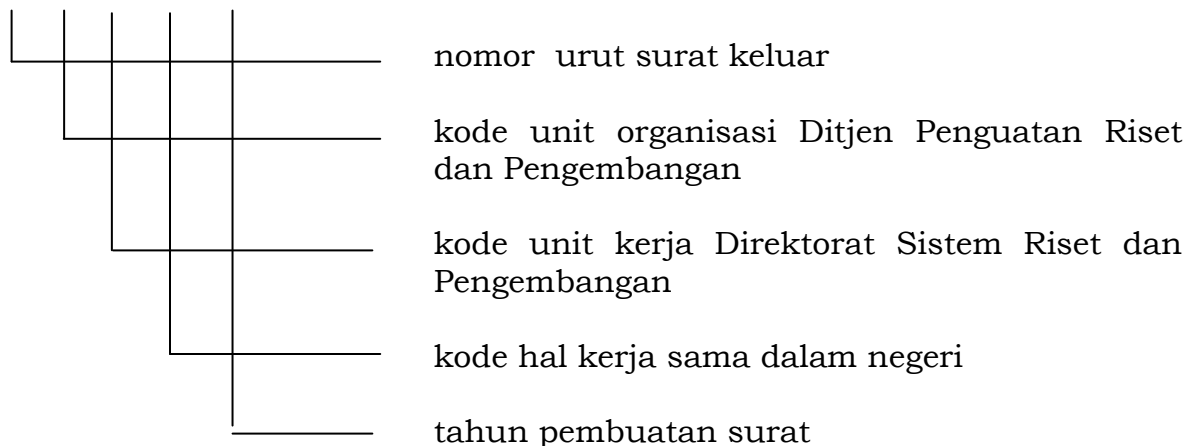 nomor urut surat keluar
kode unit organisasi Ditjen Penguatan Riset
dan Pengembangan
kode unit kerja Direktorat Sistem Riset dan
Pengembangan
kode hal kerja sama dalam negeri
tahun pembuatan surat